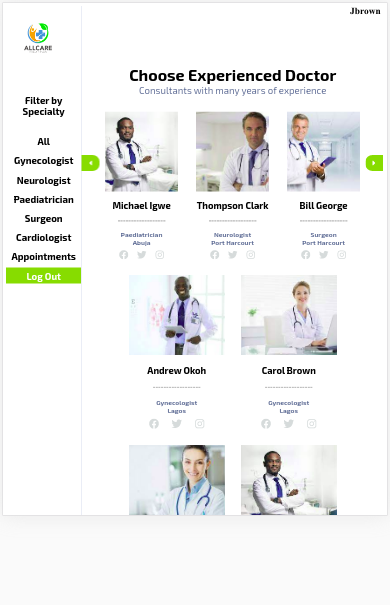 Jbrown
ALLCARE
Filter by
Specialty
All
Gynecologist
Neurologist
Paediatrician
Surgeon
Cardiologist
Appointments
Log Out
Choose Experienced Doctor
Consultants with many years of experience
Michael Igwe
-------------------
Paediatrician
Abuja
Thompson Clark
-------------------
Neurologist
Port Harcourt
Bill George
-------------------
Surgeon
Port Harcourt
Andrew Okoh
-------------------
Gynecologist
Lagos
Carol Brown
-------------------
Gynecologist
Lagos